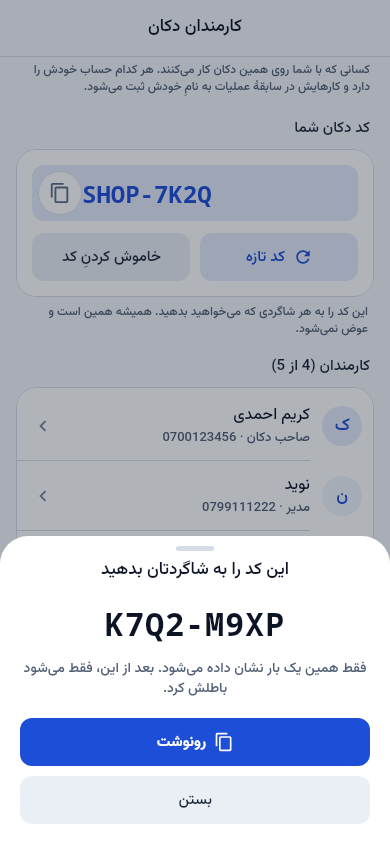 کارمندان دکان
کسانی که با شما روی همین دکان کار می‌کنند. هر کدام حساب خودش را
دارد و کارهایش در سابقهٔ عملیات به نامِ خودش ثبت می‌شود.
کد دکان شما
SHOP-7K2Q
کد تازه
خاموش کردنِ کد
این کد را به هر شاگردی که می‌خواهید بدهید. همیشه همین است و
عوض نمی‌شود.
کارمندان (4 از 5)
ک
کریم احمدی
صاحب دکان · 0700123456
ن
نوید
مدیر · 0799111222
این کد را به شاگردتان بدهید
K7Q2-M9XP
فقط همین یک بار نشان داده می‌شود. بعد از این، فقط می‌شود
باطلش کرد.
رونوشت
بستن